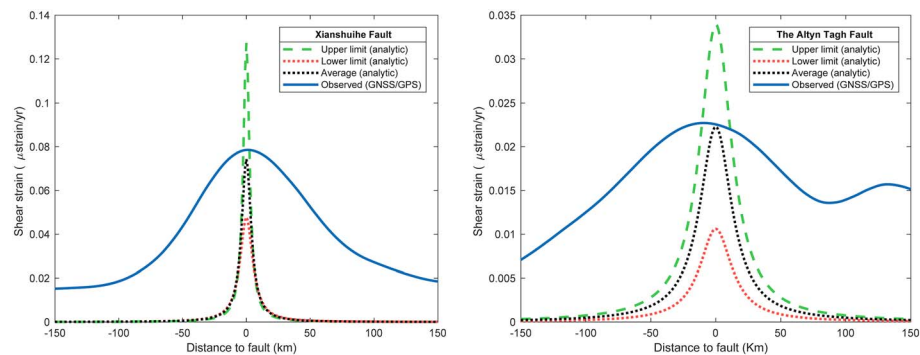 Xianshuihe Fault
Upper limit (analytic)
Lower limit (analytic)
Average (analytic)
Observed (GNSS/GPS)
Shear strain ( μstrain/yr)
0.14
0.12
0.1
0.08
0.06
0.04
0.02
0
-150
-100
-50
0
50
100
150
Distance to fault (km)
The Altyn Tagh Fault
Upper limit (analytic)
Lower limit (analytic)
Average (analytic)
Observed (GNSS/GPS)
Shear strain ( μstrain/yr)
0.035
0.03
0.025
0.02
0.015
0.01
0.005
0
-150
-100
-50
0
50
100
150
Distance to fault (Km)